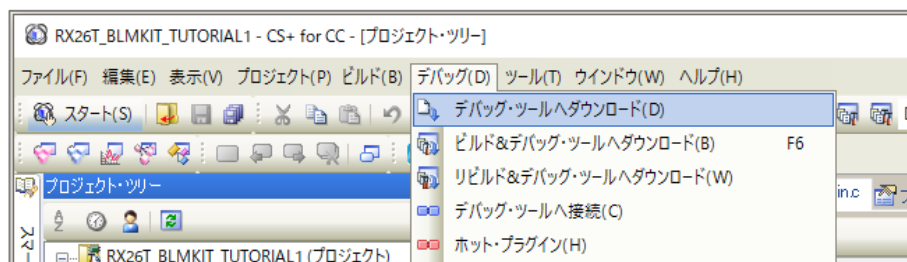 RX26T_BLMKIT_TUTORIAL1 - CS+ for CC - [プロジェクト・ツリー]
ファイル(F) 編集(E) 表示(V) プロジェクト(P) ビルド(B) デバッグ(D) ツール(T) ウインドウ(W) ヘルプ(H)
スタート(S)
デバッグ・ツールへダウンロード(D)
ビルド&デバッグ・ツールへダウンロード(B) F6
リビルド&デバッグ・ツールへダウンロード(W)
デバッグ・ツールへ接続(C)
ホット・プラグイン(H)
プロジェクト・ツリー
in.c
スマー
RX26T_BLMKIT_TUTORIAL1 (プロジェクト)